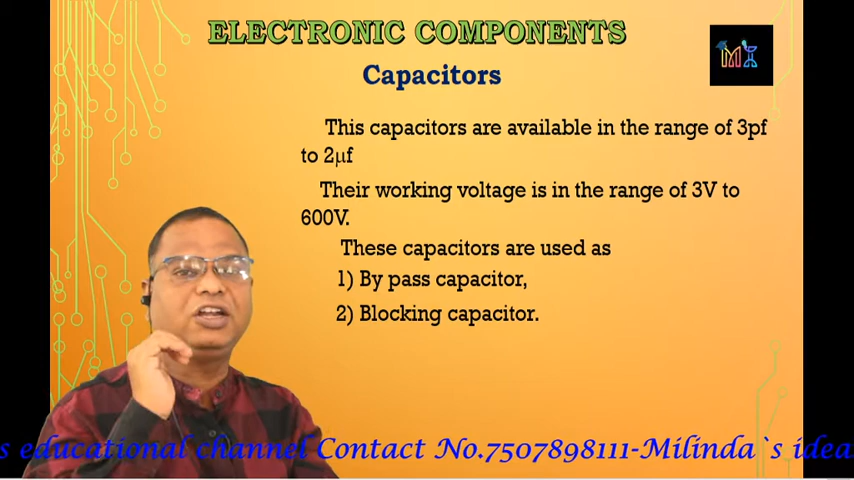 ELECTRONIC COMPONENTS
MI
Capacitors
This capacitors are available in the range of 3pf
to 2µf
Their working voltage is in the range of 3V to
600V.
These capacitors are used as
1) By pass capacitor,
2) Blocking capacitor.
s educational channel Contact No.7507898111-Milinda`s idea